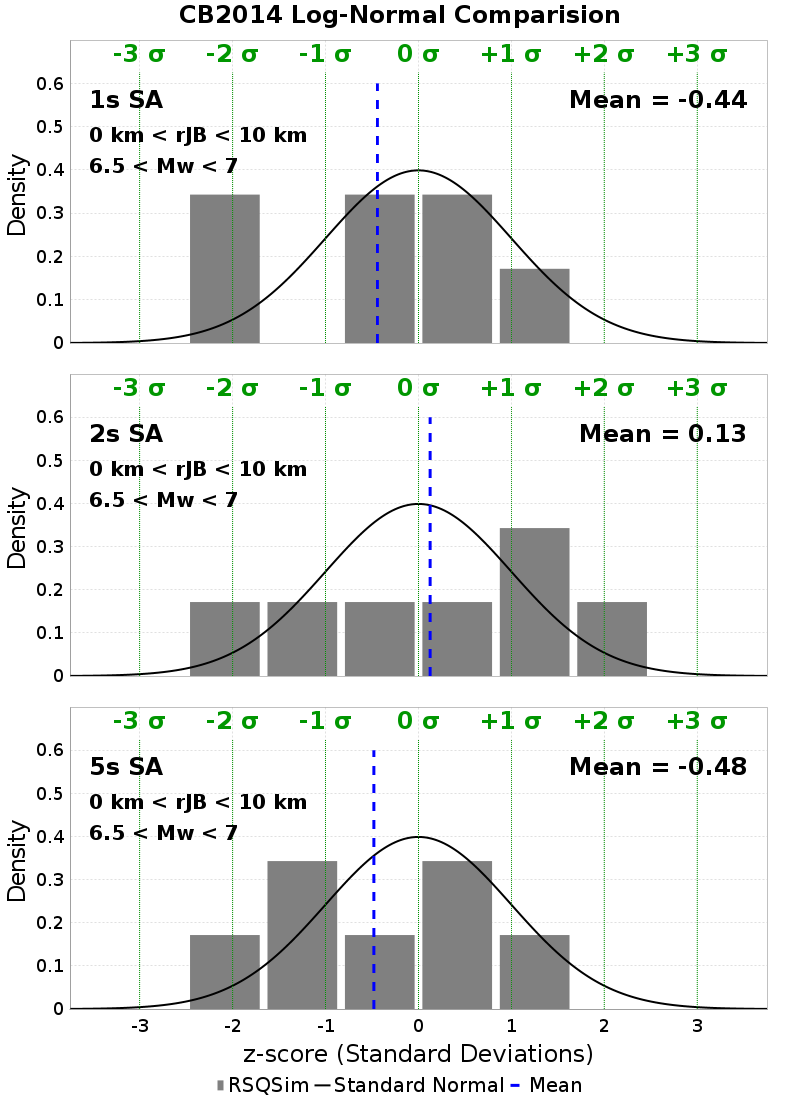 CB2014 Log-Normal Comparision
-3 σ -2 σ -1 σ 0 σ +1 σ +2 σ +3 σ
1s SA
Mean = -0.44
0 km < rJB < 10 km
6.5 < Mw < 7
Density
0.6
0.5
0.4
0.3
0.2
0.1
0
-3 σ -2 σ -1 σ 0 σ +1 σ +2 σ +3 σ
2s SA
Mean = 0.13
0 km < rJB < 10 km
6.5 < Mw < 7
Density
0.6
0.5
0.4
0.3
0.2
0.1
0
-3 σ -2 σ -1 σ 0 σ +1 σ +2 σ +3 σ
5s SA
Mean = -0.48
0 km < rJB < 10 km
6.5 < Mw < 7
Density
0.6
0.5
0.4
0.3
0.2
0.1
0
-3 -2 -1 0 1 2 3
z-score (Standard Deviations)
RSQSim Standard Normal Mean